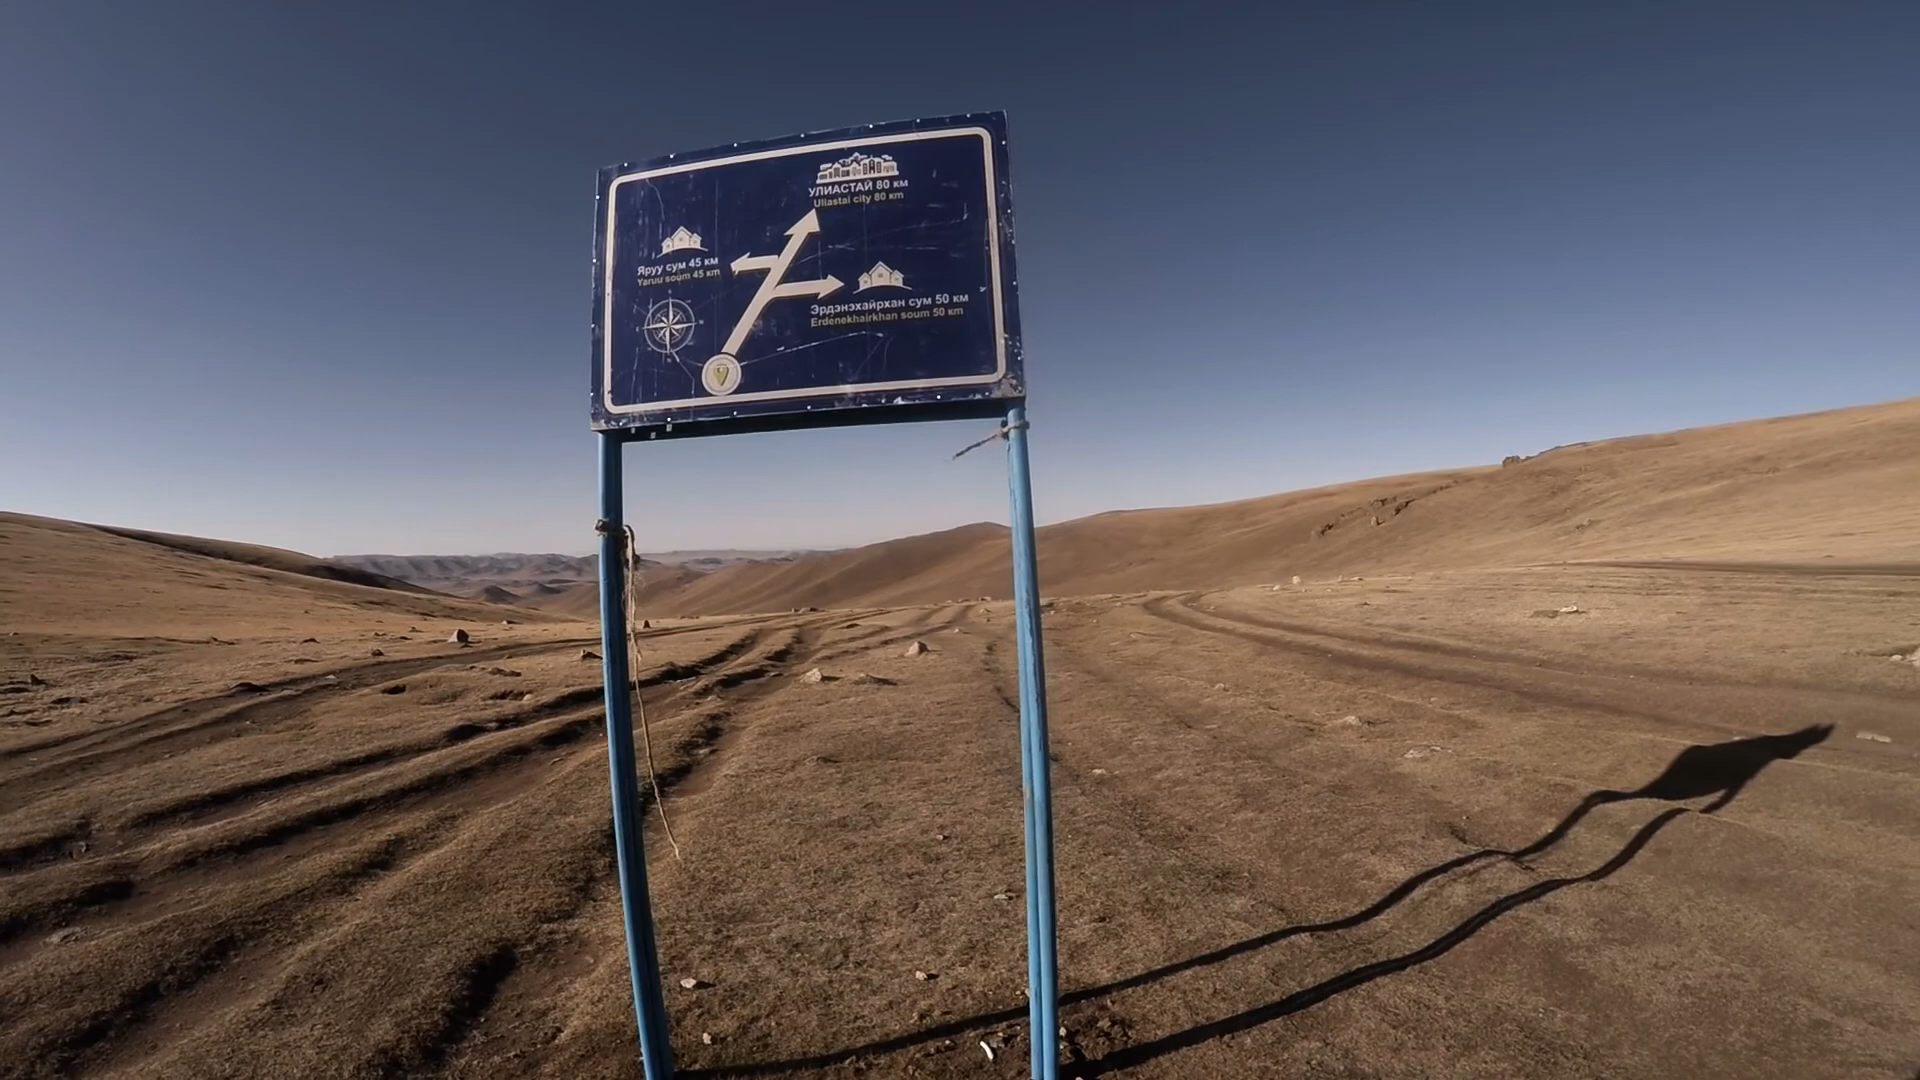 УЛИАСТАЙ 80 км
Uliastai city 80 km
Яруу сум 45 км
Yaruu soum 45 km
Эрдэнэхайрхан сум 50 км
Erdenekhairkhan soum 50 km